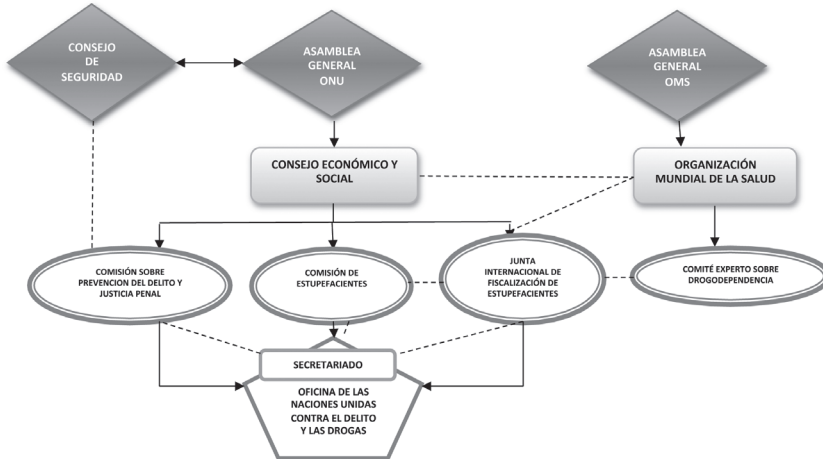 CONSEJO
DE
SEGURIDAD
ASAMBLEA
GENERAL
ONU
ASAMBLEA
GENERAL
OMS
CONSEJO ECONÓMICO Y
SOCIAL
ORGANIZACIÓN
MUNDIAL DE LA SALUD
COMISIÓN SOBRE
PREVENCION DEL DELITO Y
JUSTICIA PENAL
COMISIÓN DE
ESTUPEFACIENTES
JUNTA
INTERNACIONAL DE
FISCALIZACIÓN DE
ESTUPEFACIENTES
COMITÉ EXPERTO SOBRE
DROGODEPENDENCIA
SECRETARIADO
OFICINA DE LAS
NACIONES UNIDAS
CONTRA EL DELITO
Y LAS DROGAS